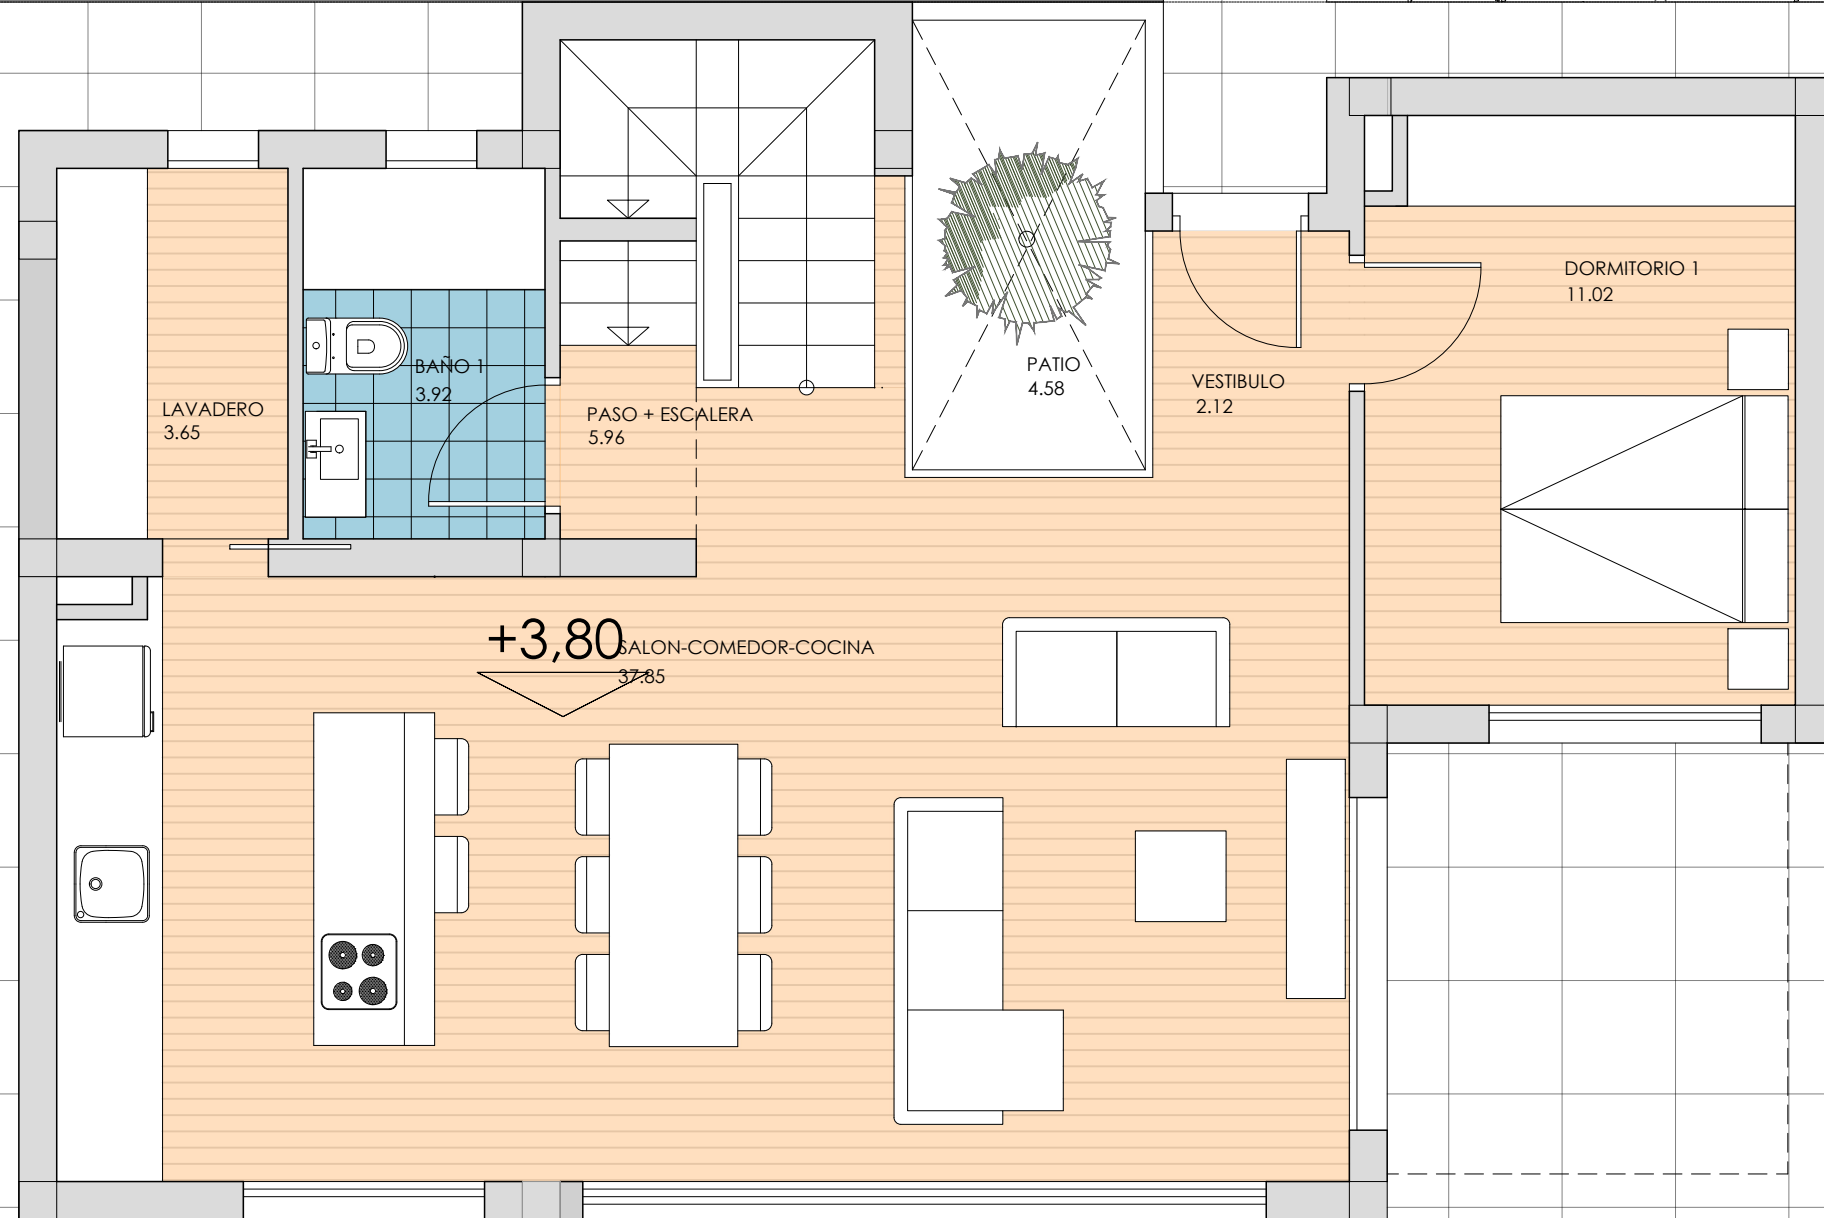 DORMITORIO 1
11.02
PATIO
4.58
BAÑO 1
3.92
VESTIBULO
2.12
LAVADERO
3.65
PASO + ESCALERA
5.96
+3,80
SALON-COMEDOR-COCINA
37.85